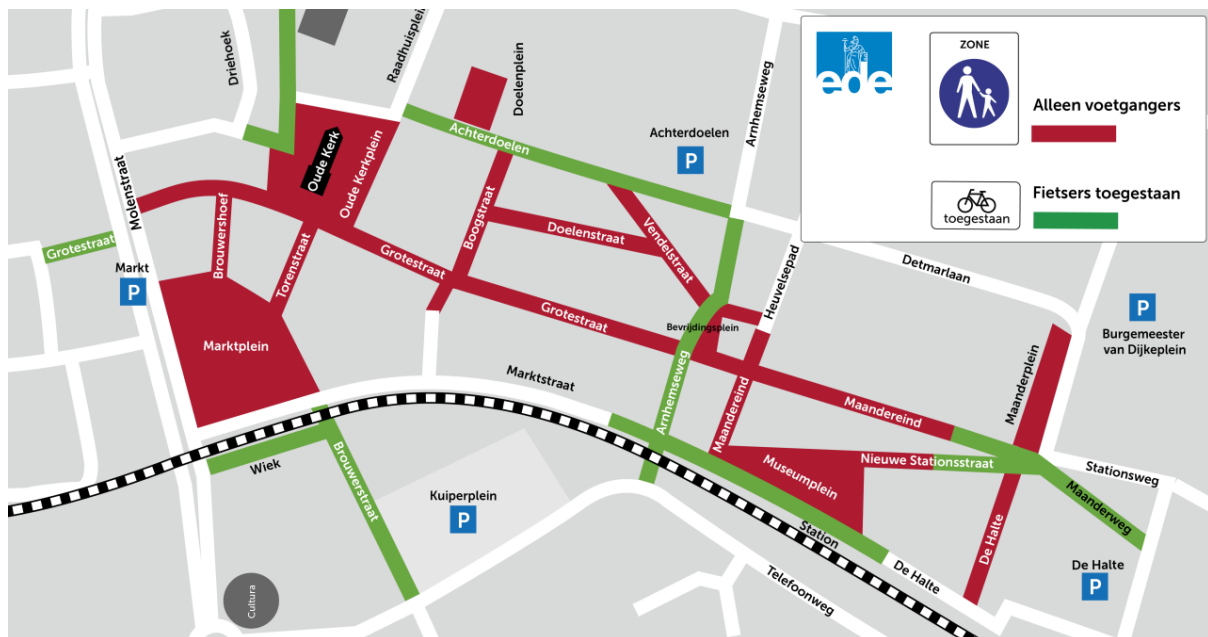 ede
ZONE
Alleen voetgangers
toegestaan
Fietsers toegestaan
Driehoek
Raadhuisplein
Doelenplein
Arnhemseweg
Achterdoelen
Achterdoelen
P
Oude Kerk
Oude Kerkplein
Molenstraat
Grotestraat
Markt
P
Brouwershoef
Torenstraat
Grotestraat
Boogstraat
Doelenstraat
Vendelstraat
Heuvelsepad
Detmarlaan
P
Burgemeester
van Dijkeplein
Marktplein
Grotestraat
Bevrijdingsplein
Marktstraat
Arnhemseweg
Maandereind
Maandereind
Maanderplein
Wiek
Brouwerstraat
Kuiperplein
P
Museumplein
Nieuwe Stationsstraat
Stationsweg
Maanderweg
Station
De Halte
De Halte
De Halte
P
Telefoonweg
Cultura